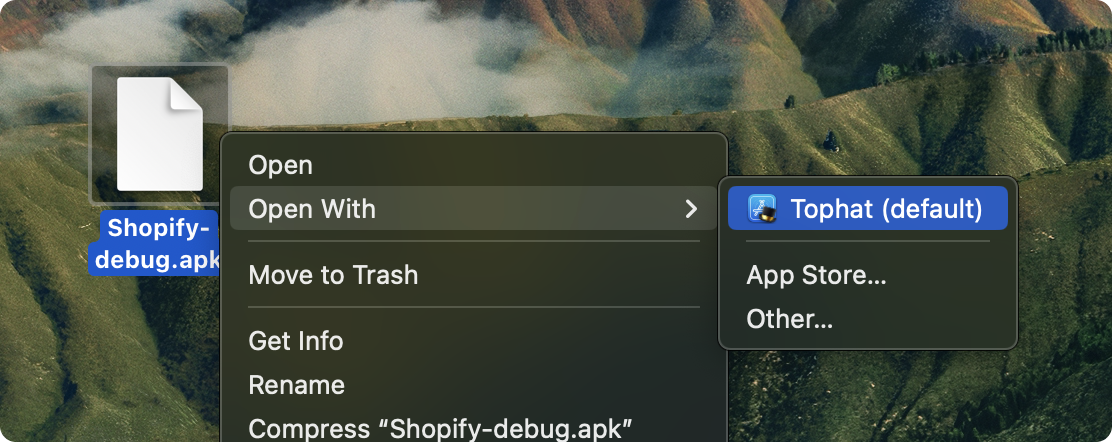 Shopify-
debug.apk
Open
Open With
Tophat (default)
Move to Trash
App Store...
Other...
Get Info
Rename
Compress “Shopify-debug.apk”